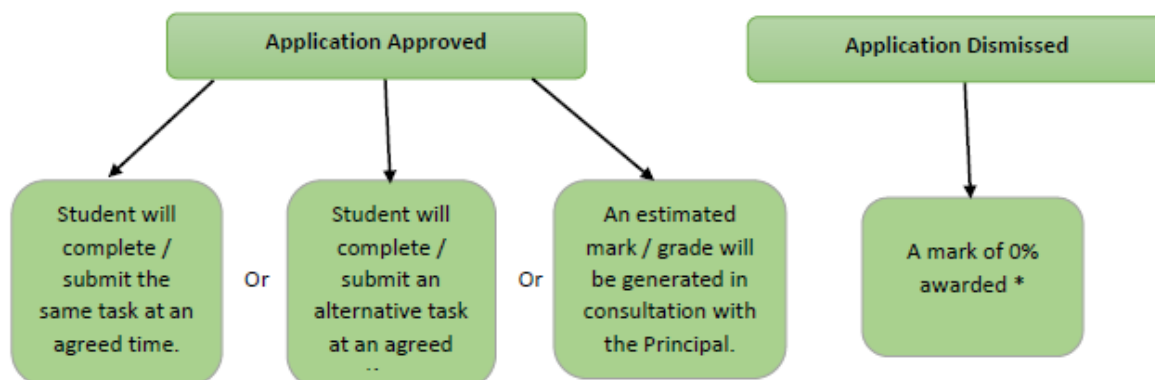 Application Approved
Application Dismissed
Student will
complete /
submit the
same task at an
agreed time.
Or
Student will
complete /
submit an
alternative task
at an agreed
Or
An estimated
mark / grade will
be generated in
consultation with
the Principal.
A mark of 0%
awarded *